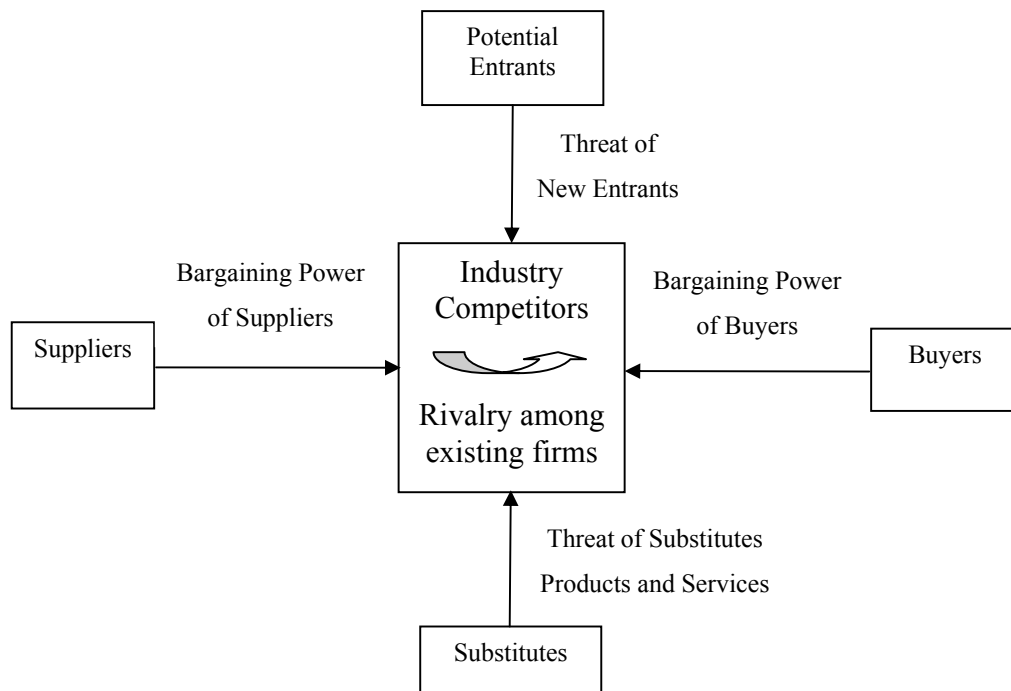 Potential
Entrants
Threat of
New Entrants
Bargaining Power
of Suppliers
Industry
Competitors
Bargaining Power
of Buyers
Suppliers
Buyers
Rivalry among
existing firms
Threat of Substitutes
Products and Services
Substitutes